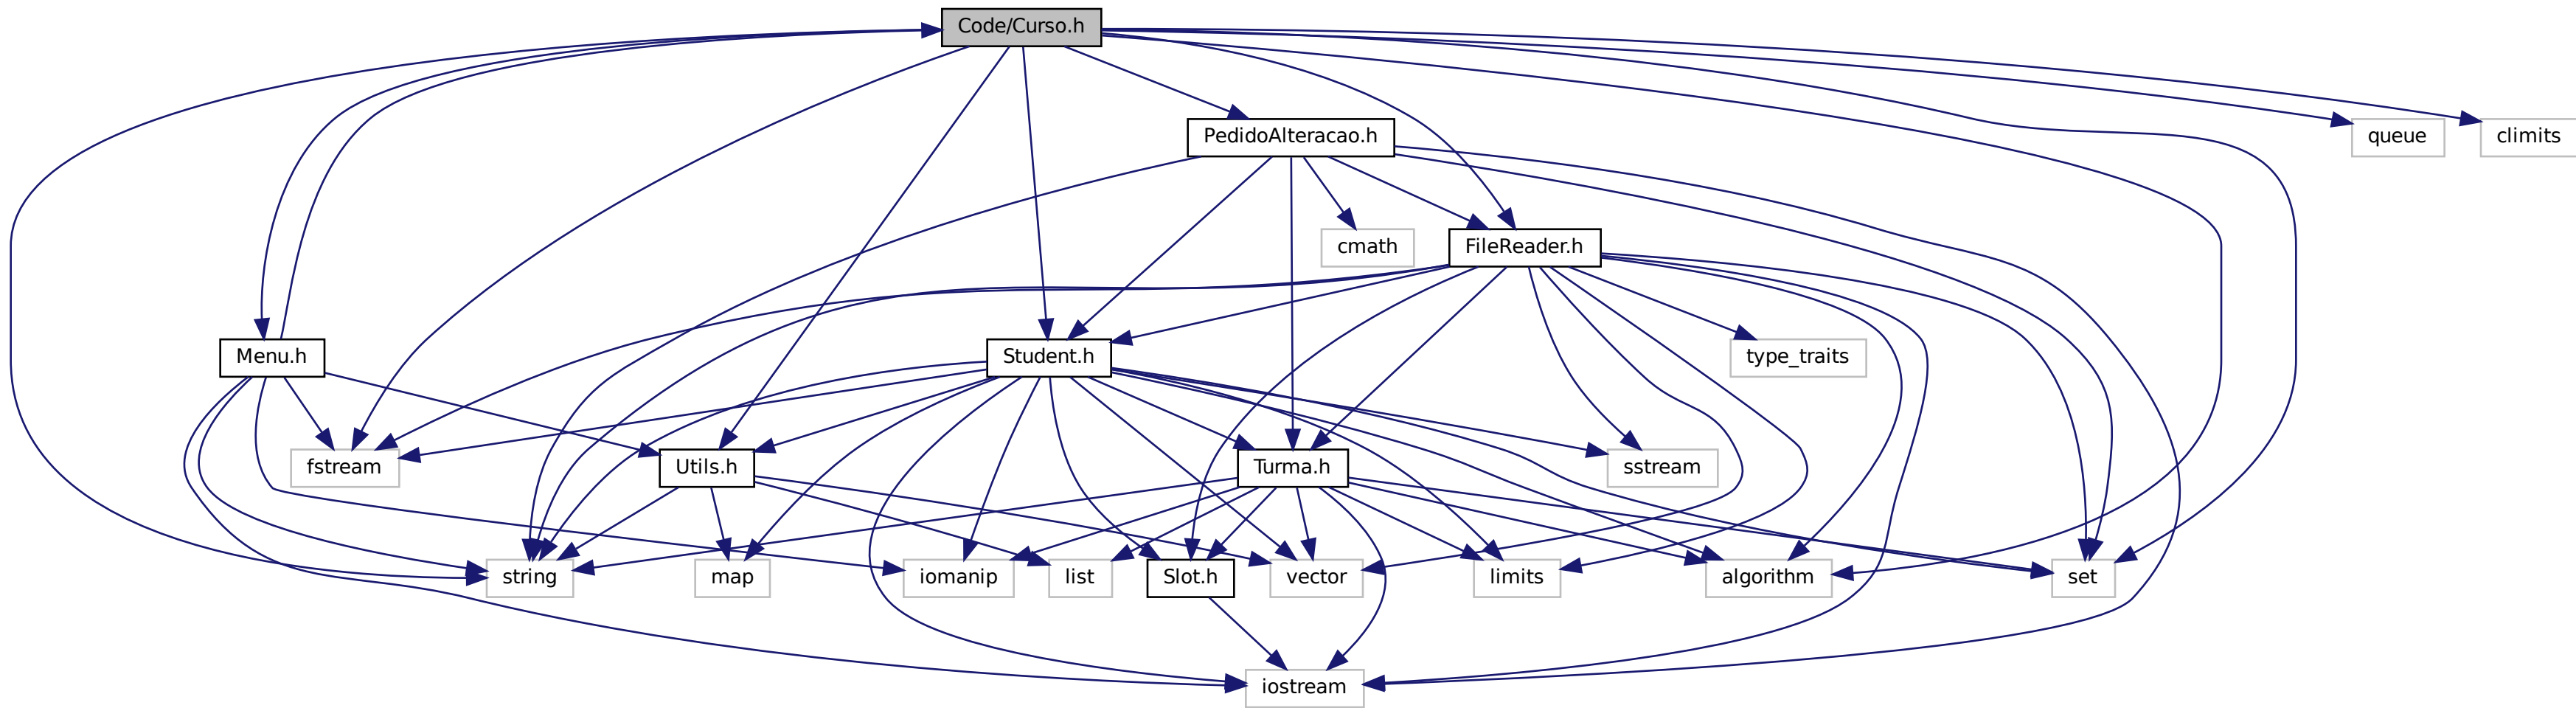 Code/Curso.h
PedidoAlteracao.h
queue
climits
cmath
FileReader.h
Menu.h
Student.h
type_traits
fstream
Utils.h
Turma.h
sstream
string
map
iomanip
list
Slot.h
vector
limits
algorithm
set
iostream